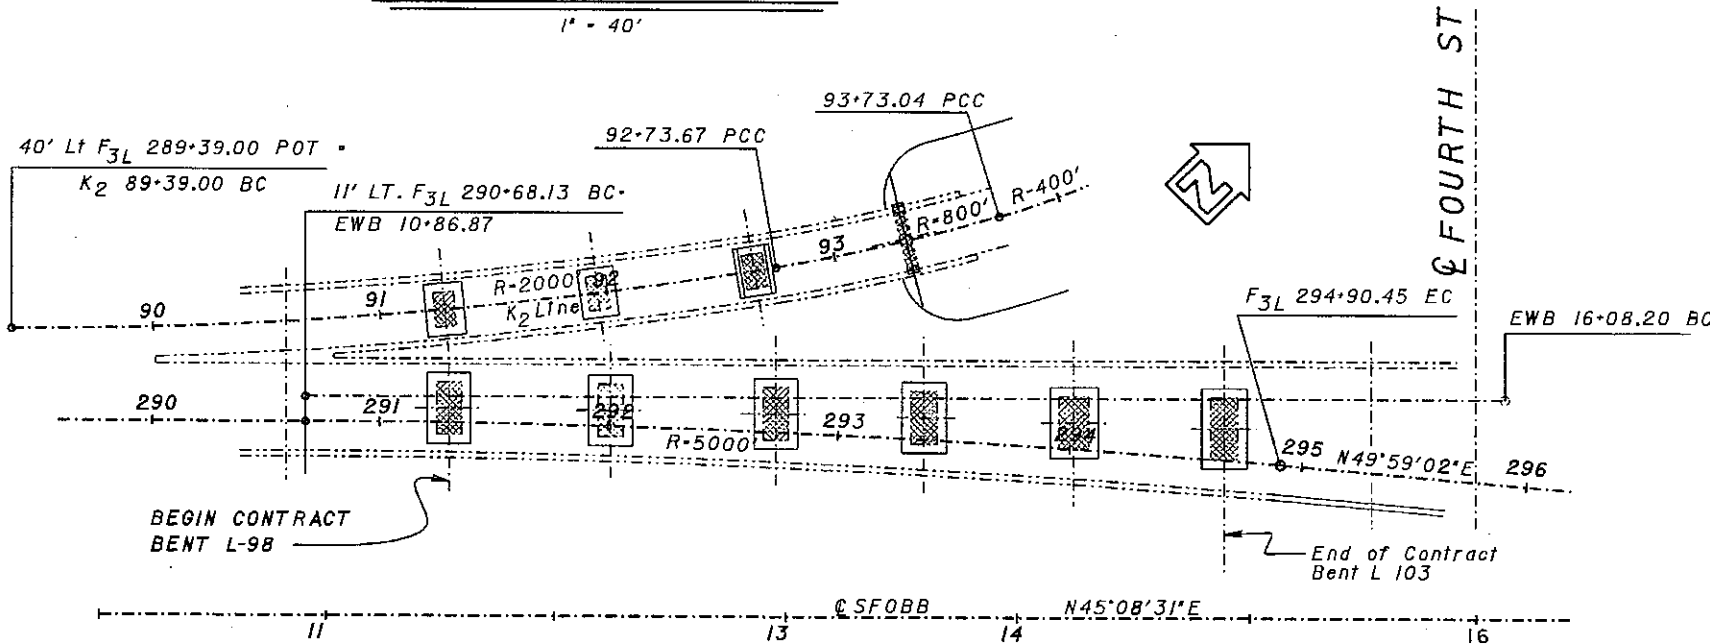 1" = 40'
FOURTH ST
93+73.04 PCC
92+73.67 PCC
40' Lt F3L 289+39.00 POT =
K2 89+39.00 BC
11' LT. F3L 290+68.13 BC=
EWB 10+86.87
N
R=400'
R=800'
93
R=2000'
92
K2 Line
91
90
F3L 294+90.45 EC
EWB 16+08.20 BC
290
291
292
293
R=5000'
294
295
N49°59'02"E
296
BEGIN CONTRACT
BENT L-98
End of Contract
Bent L 103
℄ SFOBB
N45°08'31"E
11
13
14
16